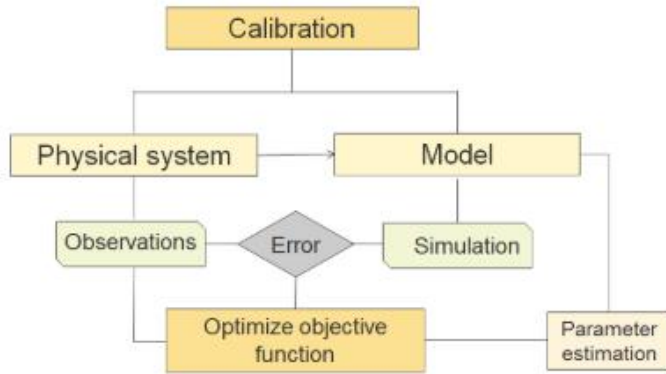 Calibration
Physical system
Model
Observations
Error
Simulation
Optimize objective
function
Parameter
estimation